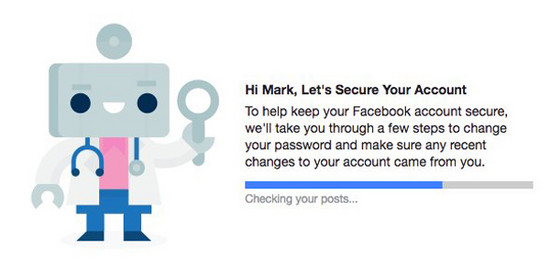 Hi Mark, Let's Secure Your Account
To help keep your Facebook account secure,
we'll take you through a few steps to change
your password and make sure any recent
changes to your account came from you.
Checking your posts...